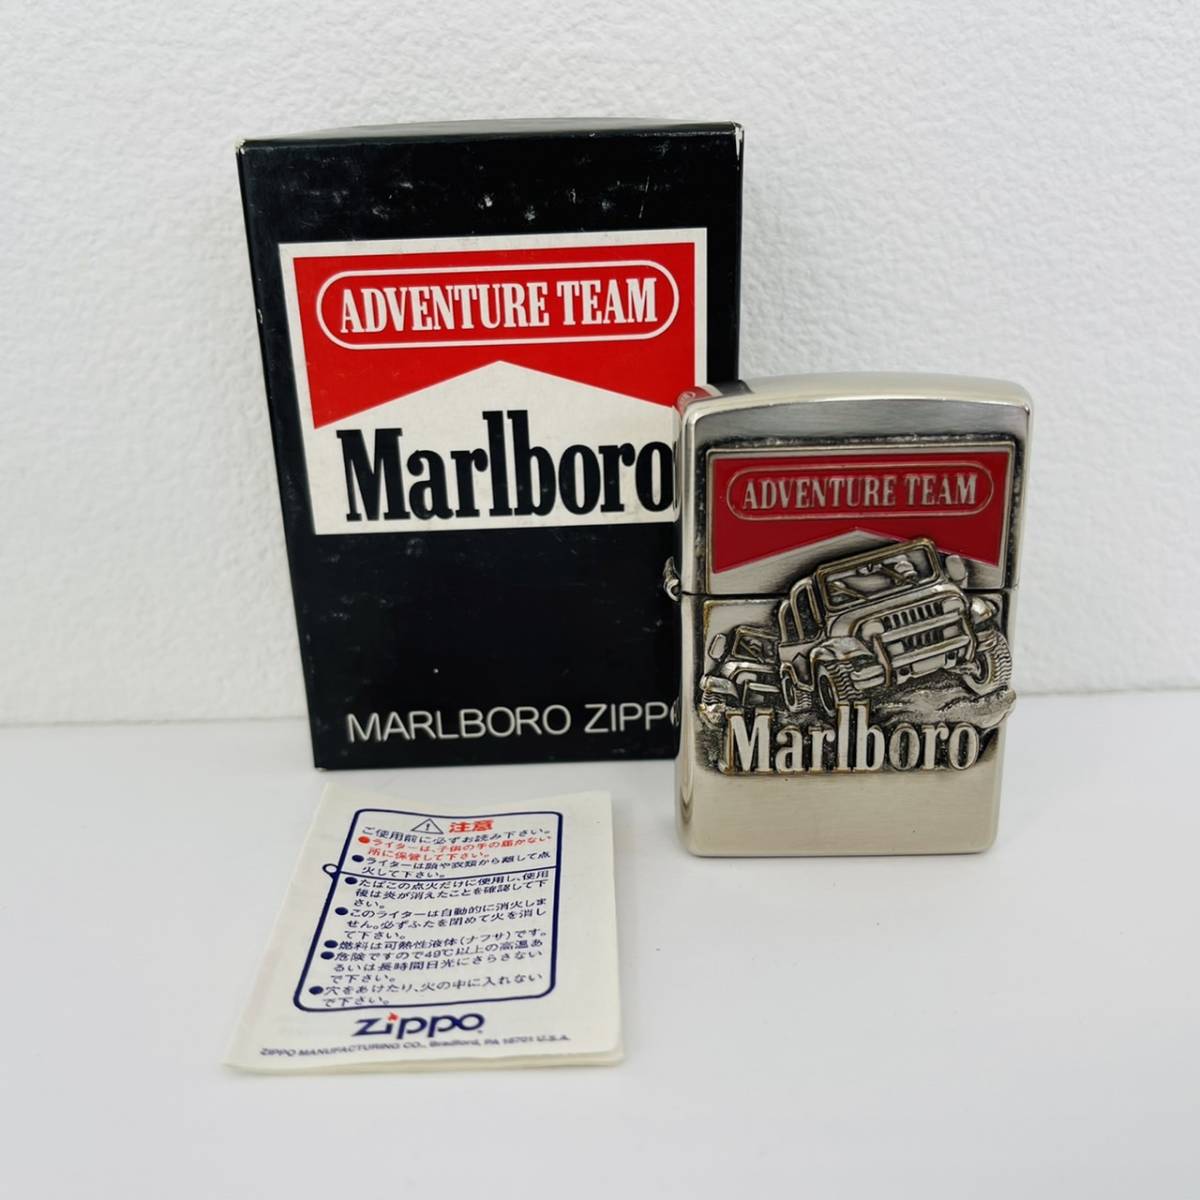 ADVENTURE TEAM
Marlboro
MARLBORO ZIPPO
ADVENTURE TEAM
Marlboro
注意
ご使用前に必ずお読み下さい。
●ライターは、子供の手の届かない
所に保管して下さい。
●ライターは顔や衣類から離して点
火して下さい。
●たばこの点火だけに使用し、使用
後は炎が消えたことを確認して下
さい。
●このライターは自動的に消火しま
せん。必ずふたを閉めて火を消し
て下さい。
●燃料は可熱性液体(ナフサ)です。
●危険ですので49℃以上の高温あ
るいは長時間日光にさらさない
で下さい。
●穴をあけたり、火の中に入れない
で下さい。
Zippo
ZIPPO MANUFACTURING CO., Bradford, PA 16701 U.S.A.